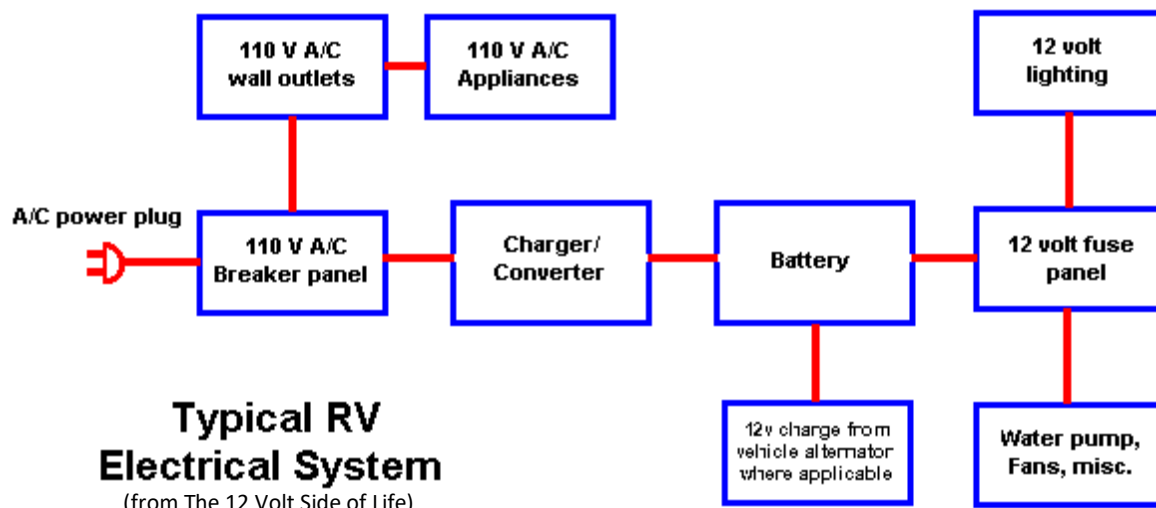 110 V A/C
wall outlets
110 V A/C
Appliances
12 volt
lighting
A/C power plug
110 V A/C
Breaker panel
Charger/
Converter
Battery
12 volt fuse
panel
12v charge from
vehicle alternator
where applicable
Water pump,
Fans, misc.
Typical RV
Electrical System
(from The 12 Volt Side of Life)